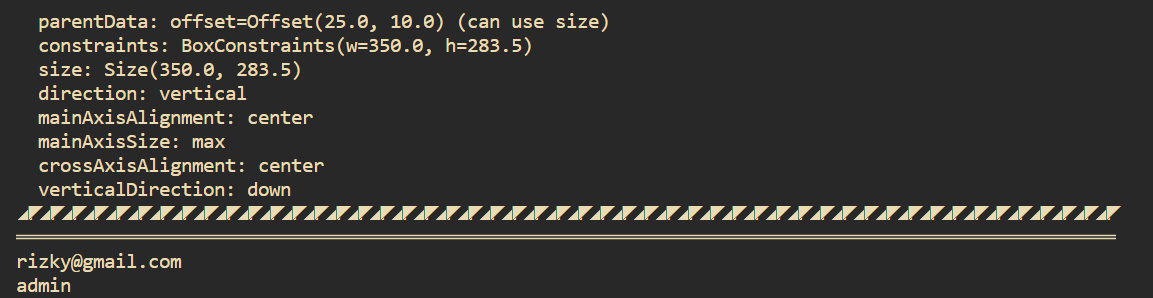 parentData: offset=Offset(25.0, 10.0) (can use size)
constraints: BoxConstraints(w=350.0, h=283.5)
size: Size(350.0, 283.5)
direction: vertical
mainAxisAlignment: center
mainAxisSize: max
crossAxisAlignment: center
verticalDirection: down
rizky@gmail.com
admin